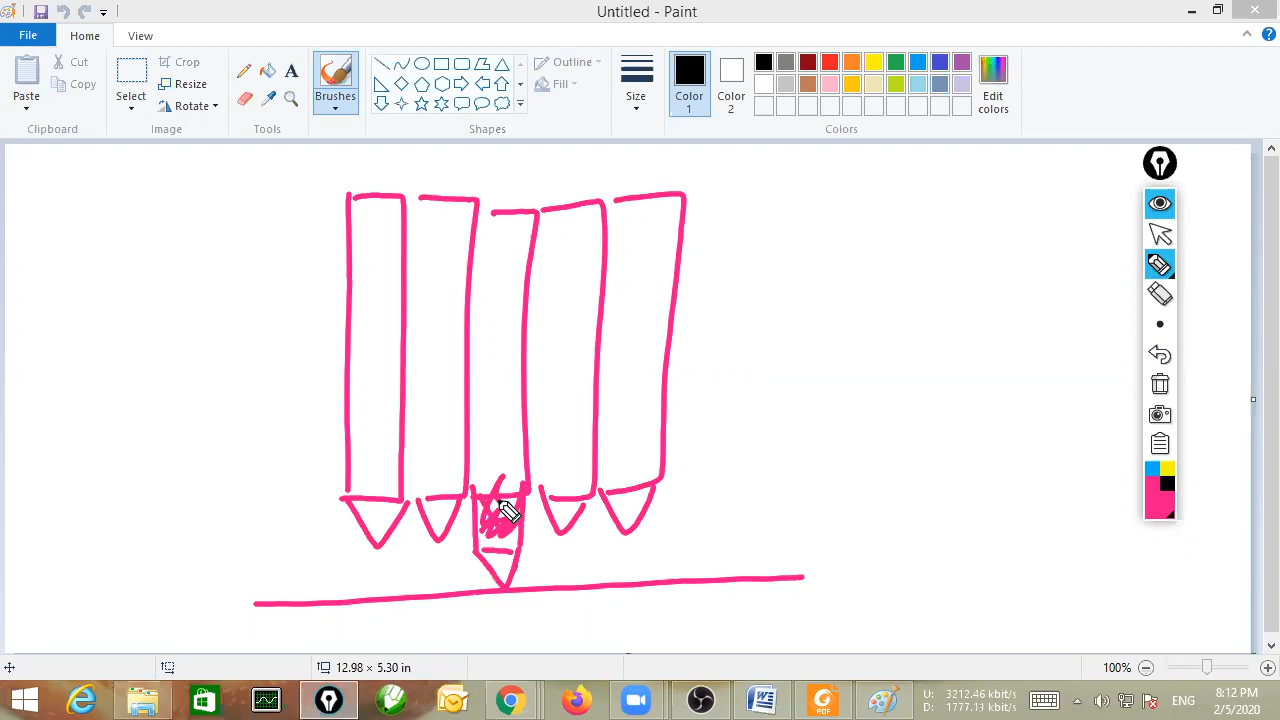 Untitled - Paint
File Home View
Cut
Copy
Paste
Crop
Resize
Rotate
Select
Brushes
Outline
Fill
Size
Color 1
Color 2
Edit colors
Clipboard Image Tools Shapes Colors
12.98 × 5.30 in 100%
W PDF
U: 3212.46 kbit/s
D: 1777.13 kbit/s
ENG
8:12 PM
2/5/2020